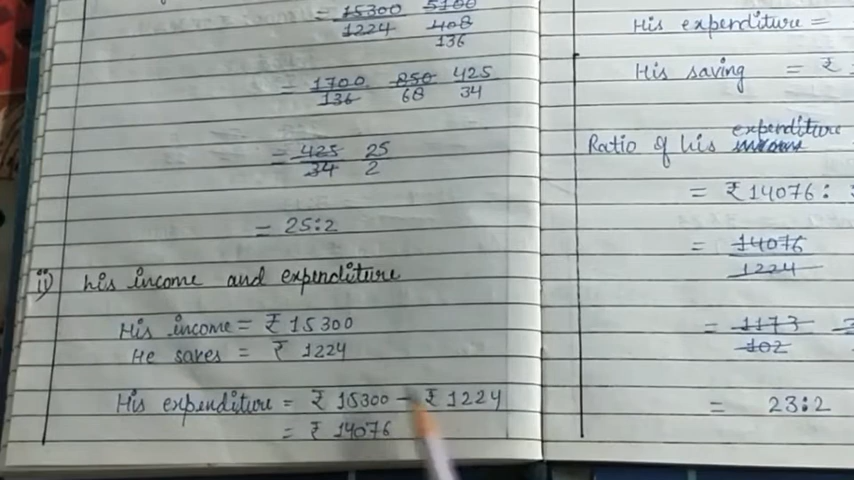 = 15300 5100
1224 408
136
= 1700 850 425
136 68 34
= 425 25
34 2
= 25:2
ii) his income and expenditure
His income = ₹ 15300
He saves = ₹ 1224
His expenditure = ₹ 15300 - ₹ 1224
= ₹ 14076
His expenditure =
His saving = ₹
expenditure
Ratio of his
= ₹14076:
= 14076
1224
= 1173
102
= 23:2